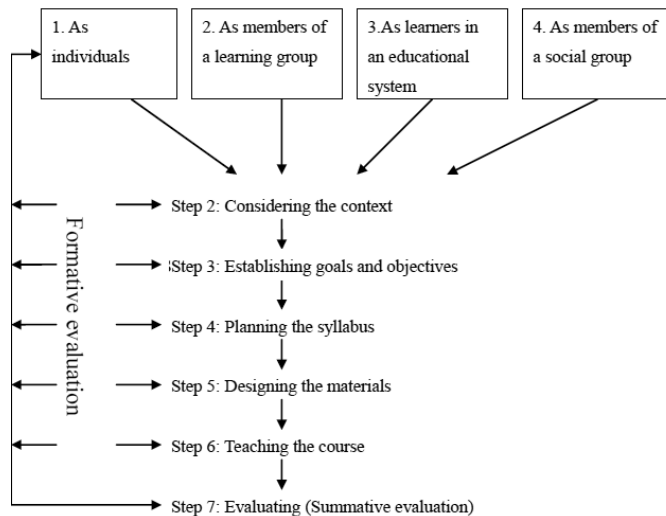 1. As
individuals
2. As members of
a learning group
3.As learners in
an educational
system
4. As members of
a social group
Formative evaluation
Step 2: Considering the context
Step 3: Establishing goals and objectives
Step 4: Planning the syllabus
Step 5: Designing the materials
Step 6: Teaching the course
Step 7: Evaluating (Summative evaluation)